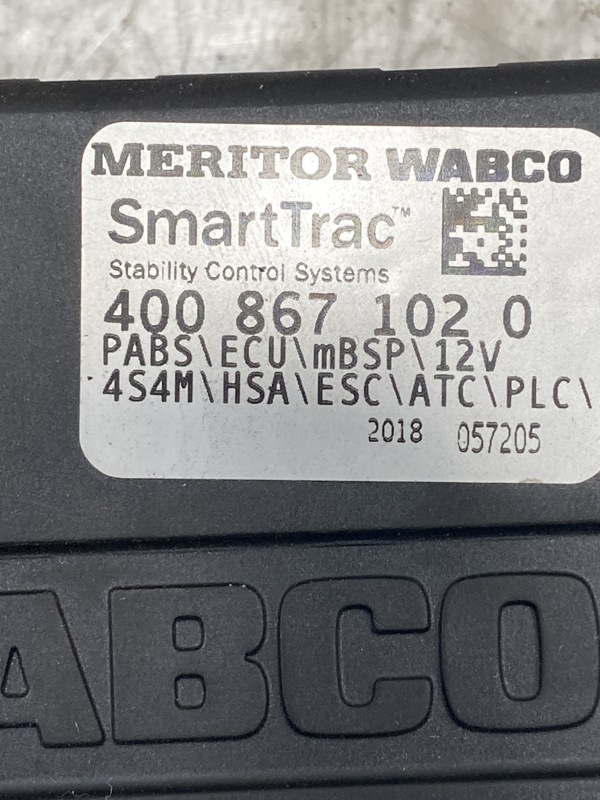 MERITOR WABCO
SmartTrac™
Stability Control Systems
400 867 102 0
PABS\ECU\mBSP\12V
4S4M\HSA\ESC\ATC\PLC\
2018 057205
ABCO